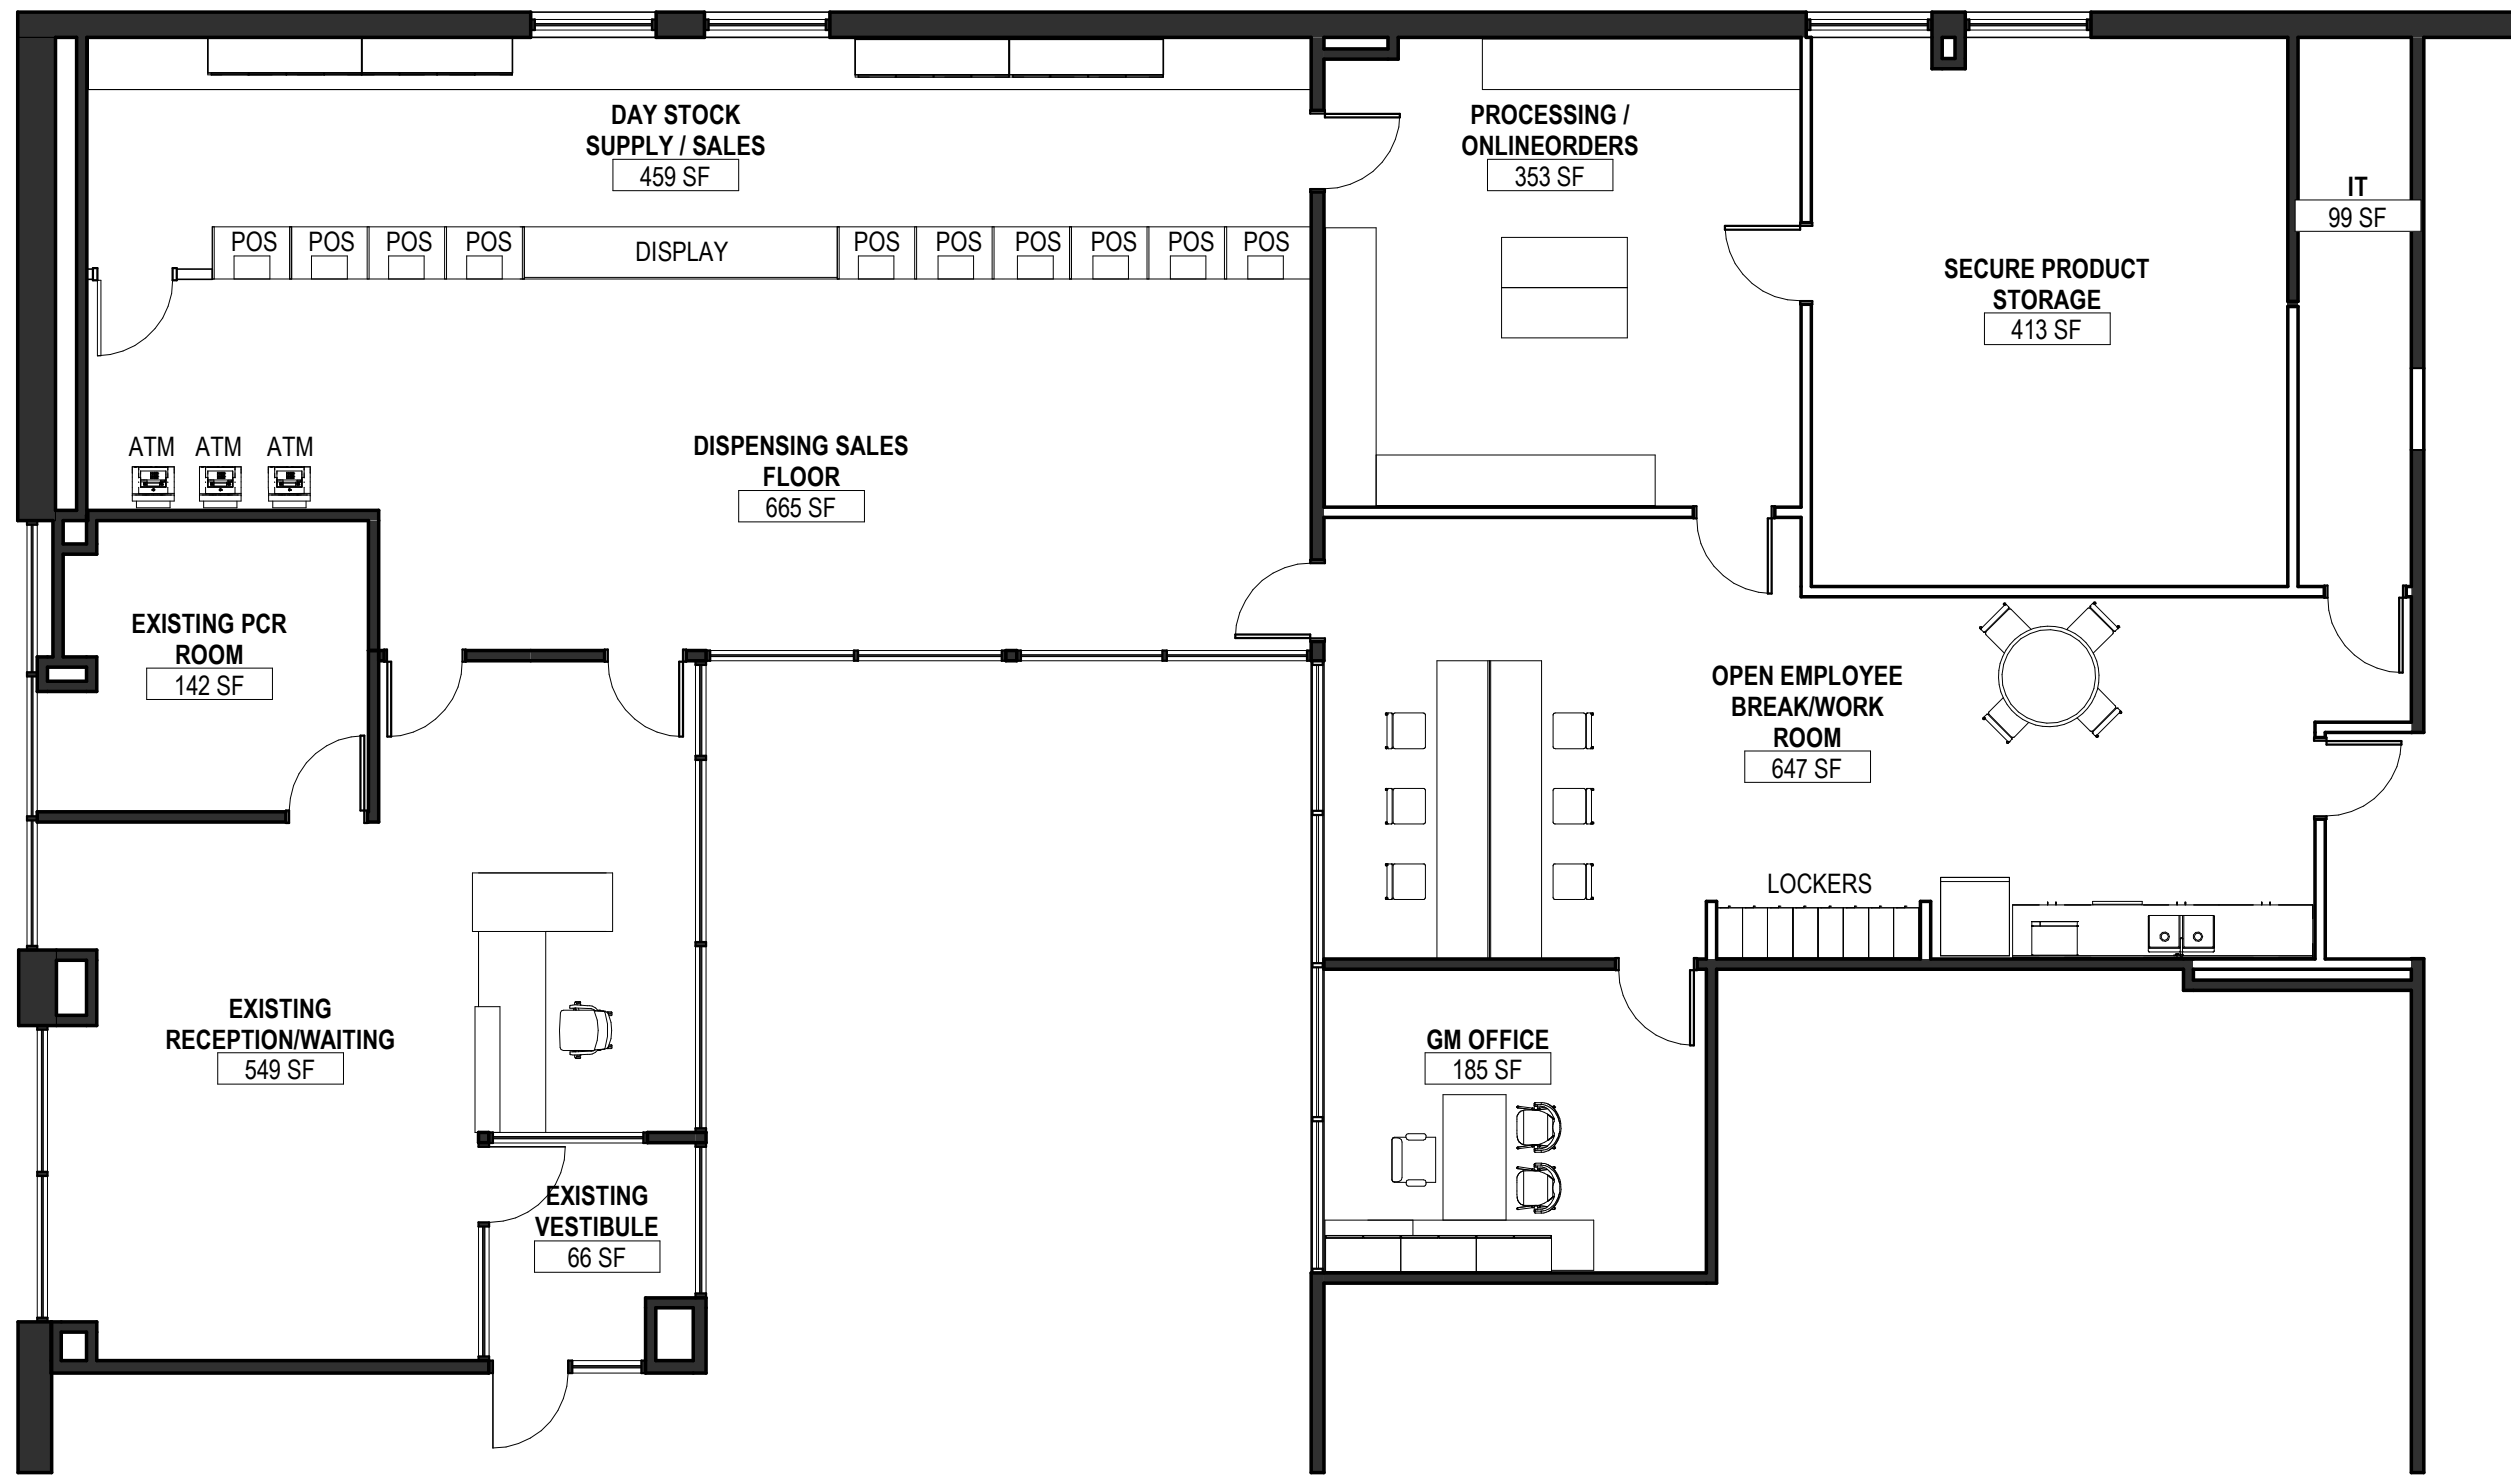 DAY STOCK
SUPPLY / SALES
459 SF
PROCESSING /
ONLINEORDERS
353 SF
IT
99 SF
SECURE PRODUCT
STORAGE
413 SF
POS POS POS POS DISPLAY POS POS POS POS POS POS
ATM ATM ATM
DISPENSING SALES
FLOOR
665 SF
EXISTING PCR
ROOM
142 SF
OPEN EMPLOYEE
BREAK/WORK
ROOM
647 SF
LOCKERS
EXISTING
RECEPTION/WAITING
549 SF
GM OFFICE
185 SF
EXISTING
VESTIBULE
66 SF